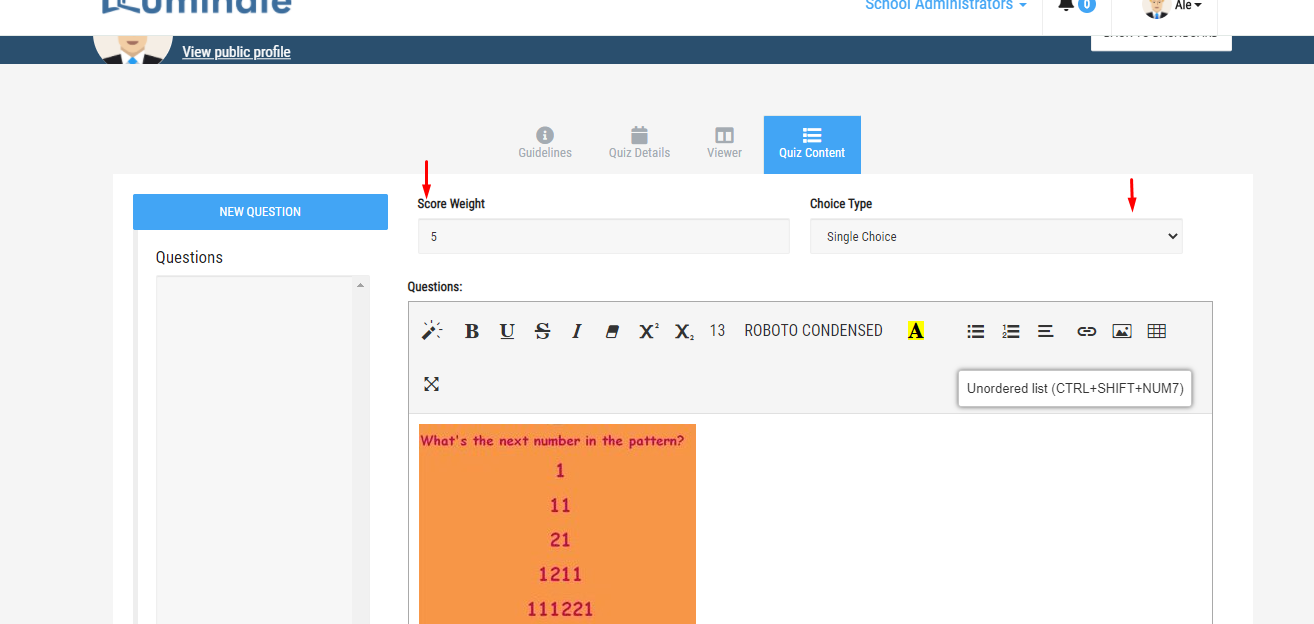 School Administrators
0
Ale
View public profile
Guidelines
Quiz Details
Viewer
Quiz Content
NEW QUESTION
Score Weight
Choice Type
5
Single Choice
Questions
Questions:
B U S I X² X₂ 13 ROBOTO CONDENSED A
Unordered list (CTRL+SHIFT+NUM7)
What's the next number in the pattern?
1
11
21
1211
111221